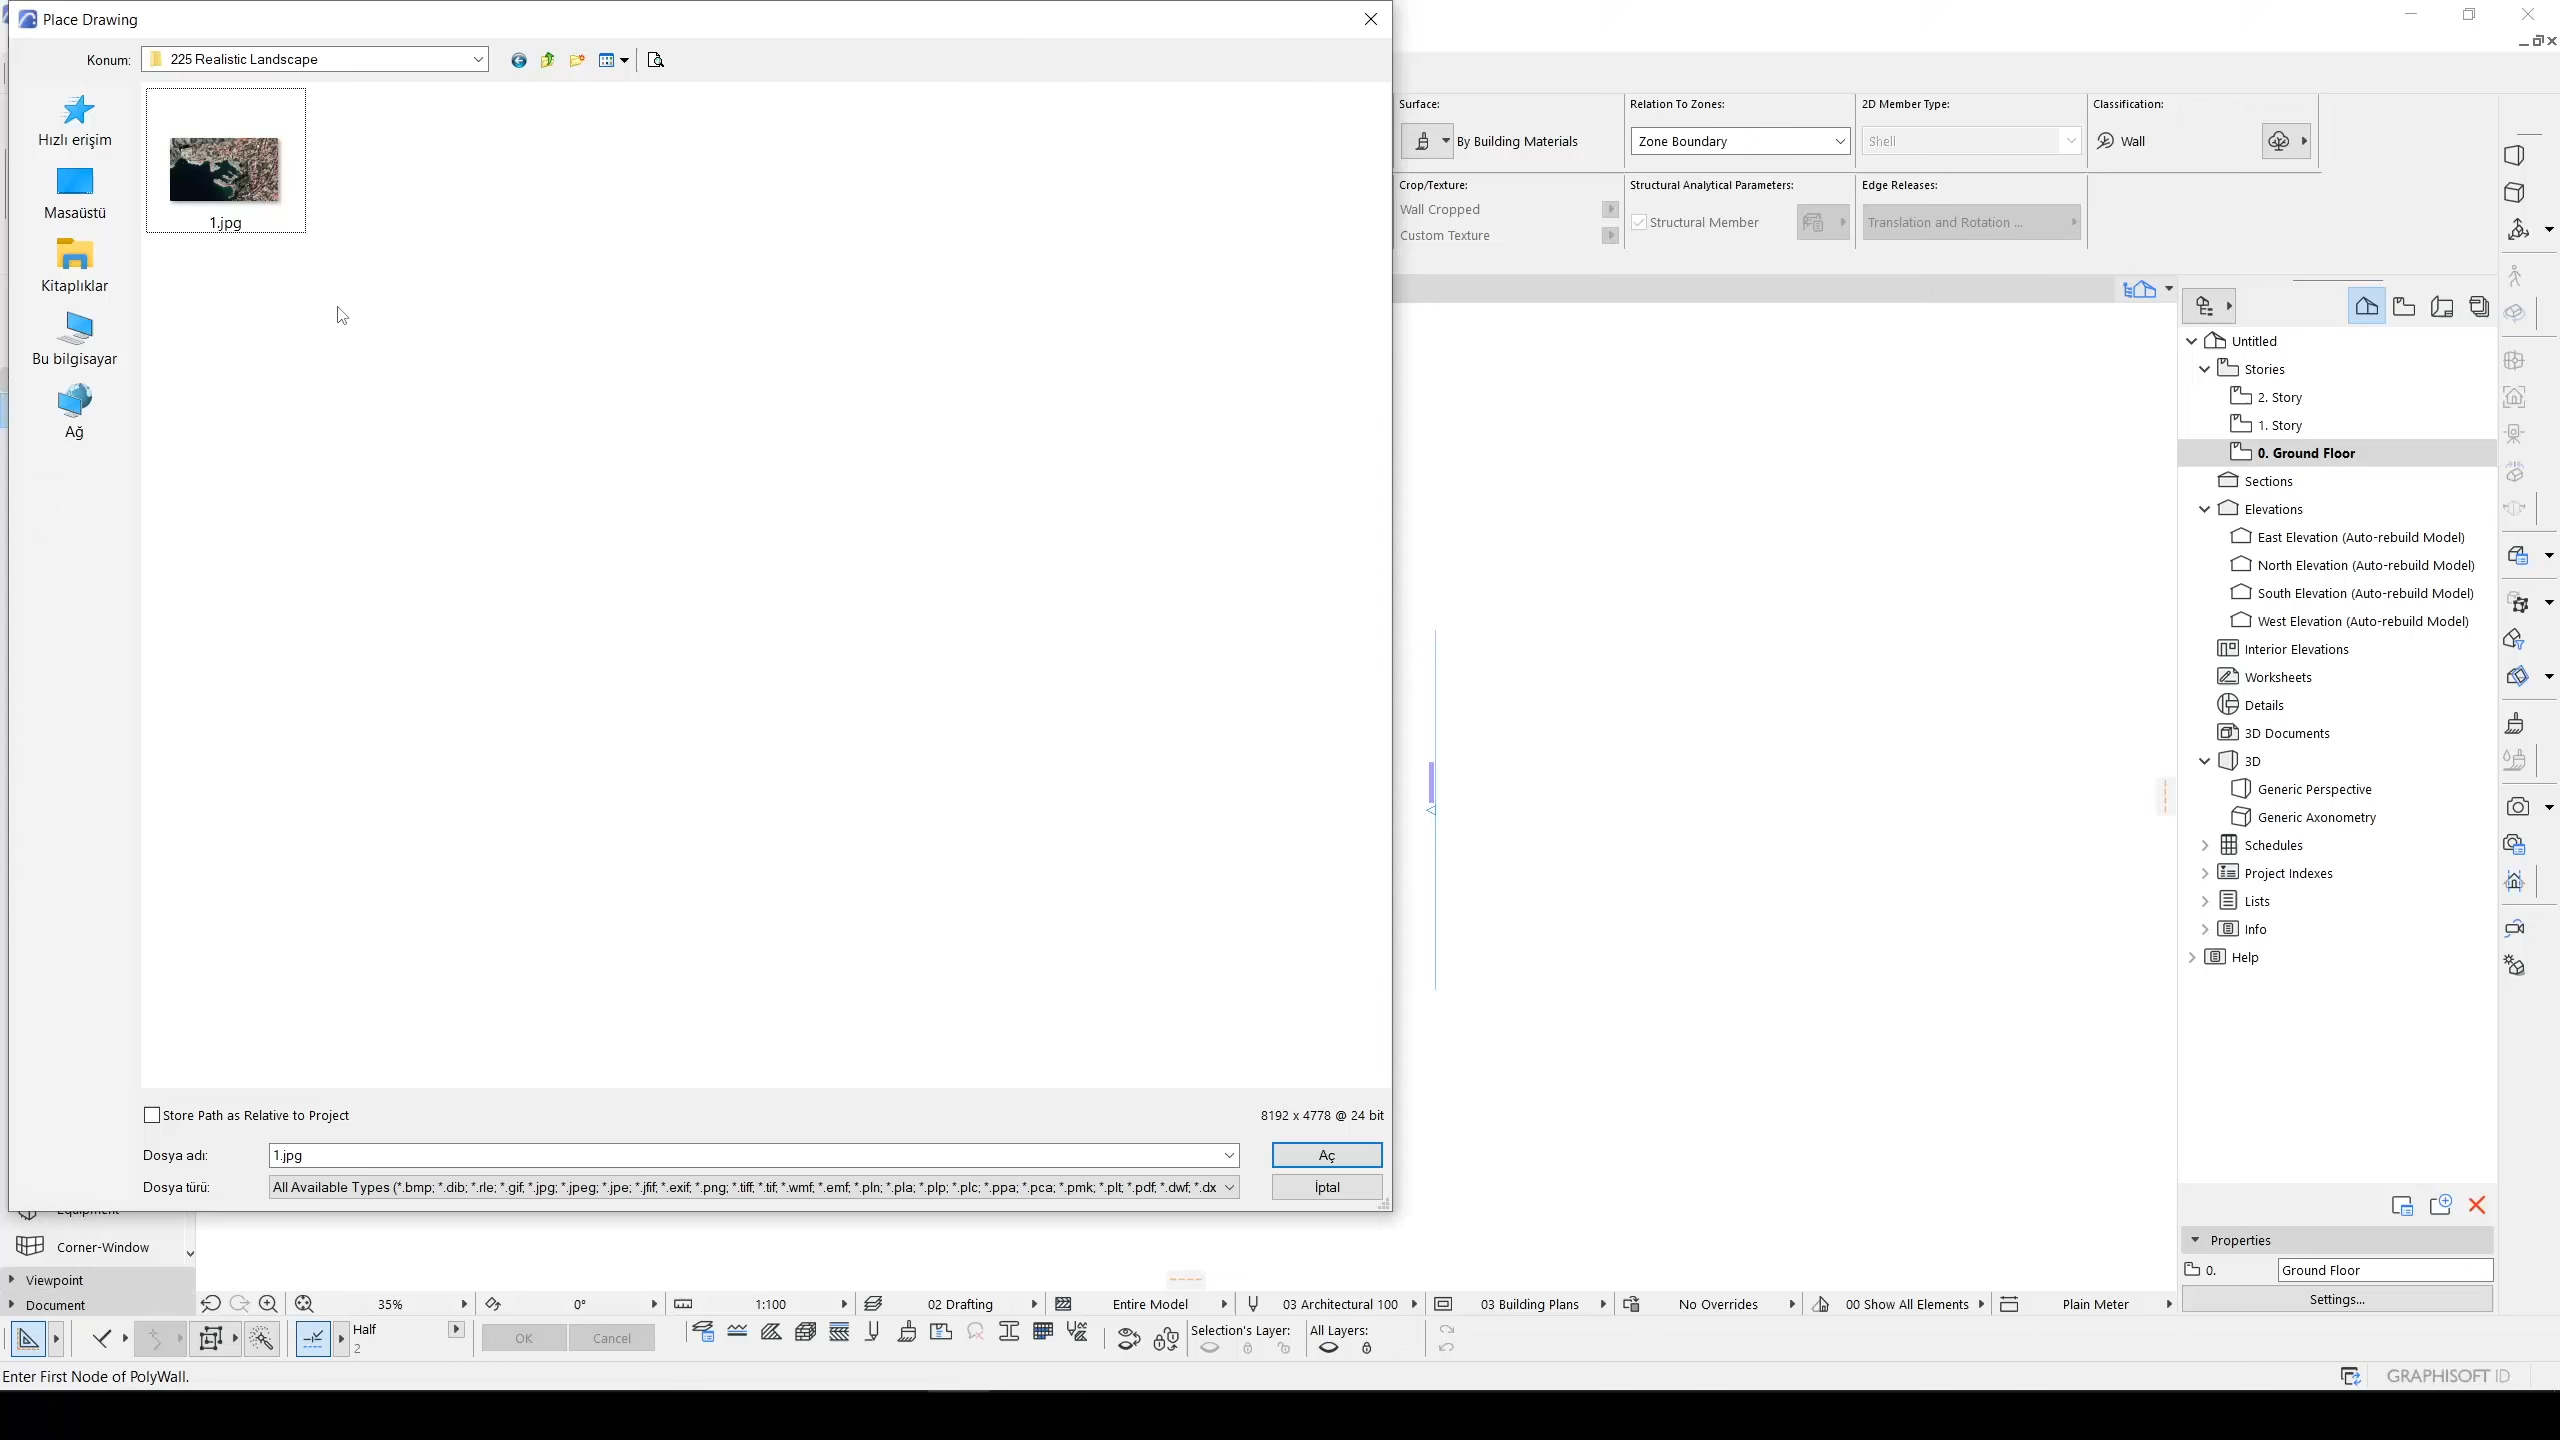 Place Drawing
Konum:
225 Realistic Landscape
Hızlı erişim
Masaüstü
Kitaplıklar
Bu bilgisayar
Ağ
1.jpg
Store Path as Relative to Project
8192 x 4778 @ 24 bit
Dosya adı:
1.jpg
Aç
Dosya türü:
All Available Types (*.bmp; *.dib; *.rle; *.gif; *.jpg; *.jpeg; *.jpe; *.jfif; *.exif; *.png; *.tiff; *.tif; *.wmf; *.emf; *.pln; *.pla; *.plp; *.plc; *.ppa; *.pca; *.pmk; *.plt; *.pdf; *.dwf; *.dx
İptal
Surface:
By Building Materials
Relation To Zones:
Zone Boundary
2D Member Type:
Shell
Classification:
Wall
Crop/Texture:
Wall Cropped
Custom Texture
Structural Analytical Parameters:
Structural Member
Edge Releases:
Translation and Rotation ...
Untitled
Stories
2. Story
1. Story
0. Ground Floor
Sections
Elevations
East Elevation (Auto-rebuild Model)
North Elevation (Auto-rebuild Model)
South Elevation (Auto-rebuild Model)
West Elevation (Auto-rebuild Model)
Interior Elevations
Worksheets
Details
3D Documents
3D
Generic Perspective
Generic Axonometry
Schedules
Project Indexes
Lists
Info
Help
Properties
0.
Ground Floor
Settings...
Equipment
Corner-Window
Viewpoint
Document
35%
0°
1:100
02 Drafting
Entire Model
03 Architectural 100
03 Building Plans
No Overrides
00 Show All Elements
Plain Meter
Half
2
OK
Cancel
Selection's Layer:
All Layers:
Enter First Node of PolyWall.
GRAPHISOFT ID